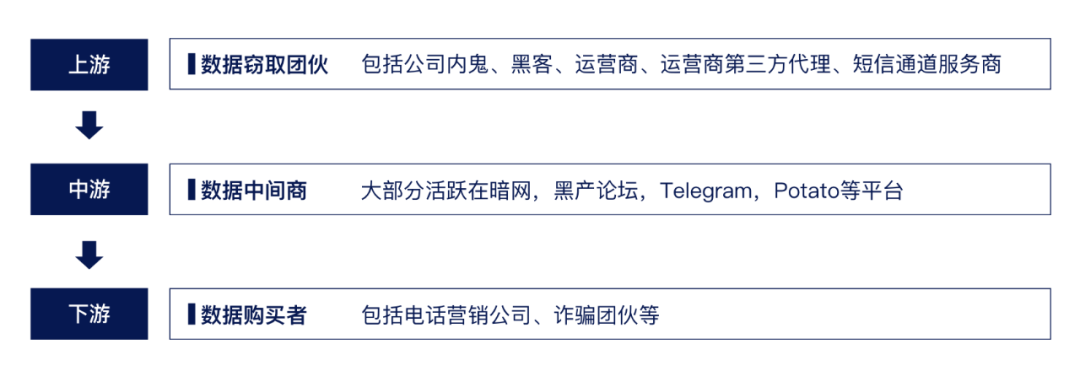 上游
数据窃取团伙 包括公司内鬼、黑客、运营商、运营商第三方代理、短信通道服务商
中游
数据中间商 大部分活跃在暗网，黑产论坛，Telegram，Potato等平台
下游
数据购买者 包括电话营销公司、诈骗团伙等